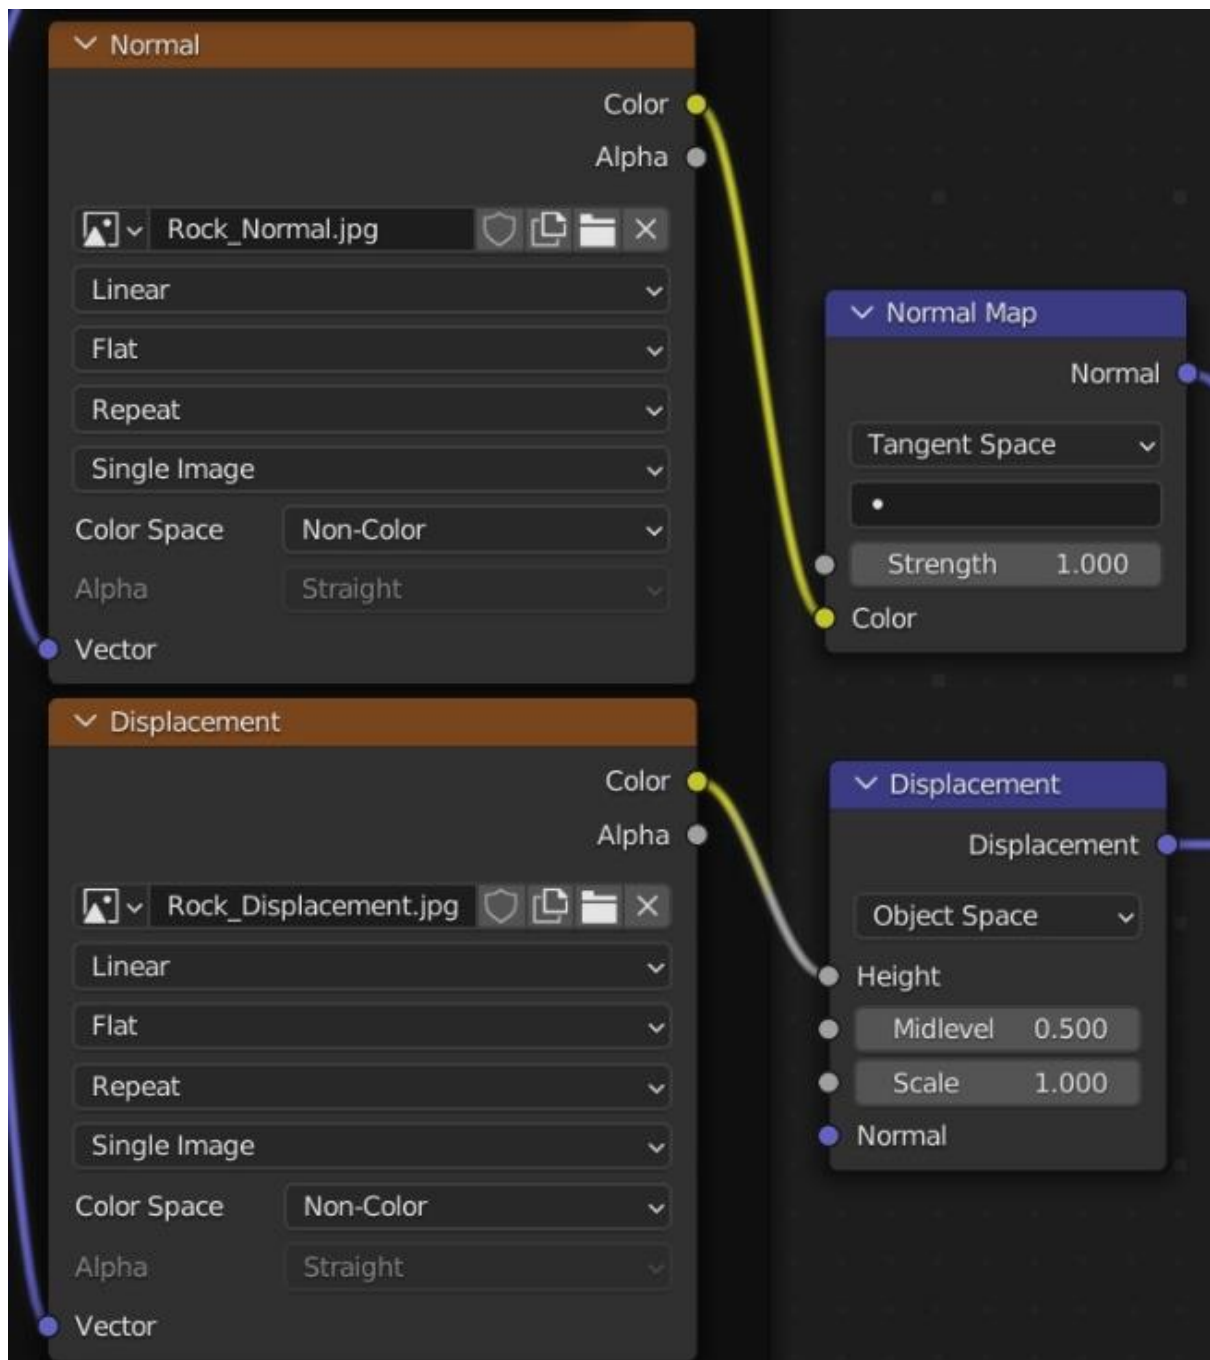 Normal
Color
Alpha
Rock_Normal.jpg
Linear
Flat
Repeat
Single Image
Color Space Non-Color
Alpha Straight
Vector
Normal Map
Normal
Tangent Space
Strength 1.000
Color
Displacement
Color
Alpha
Rock_Displacement.jpg
Linear
Flat
Repeat
Single Image
Color Space Non-Color
Alpha Straight
Vector
Displacement
Displacement
Object Space
Height
Midlevel 0.500
Scale 1.000
Normal